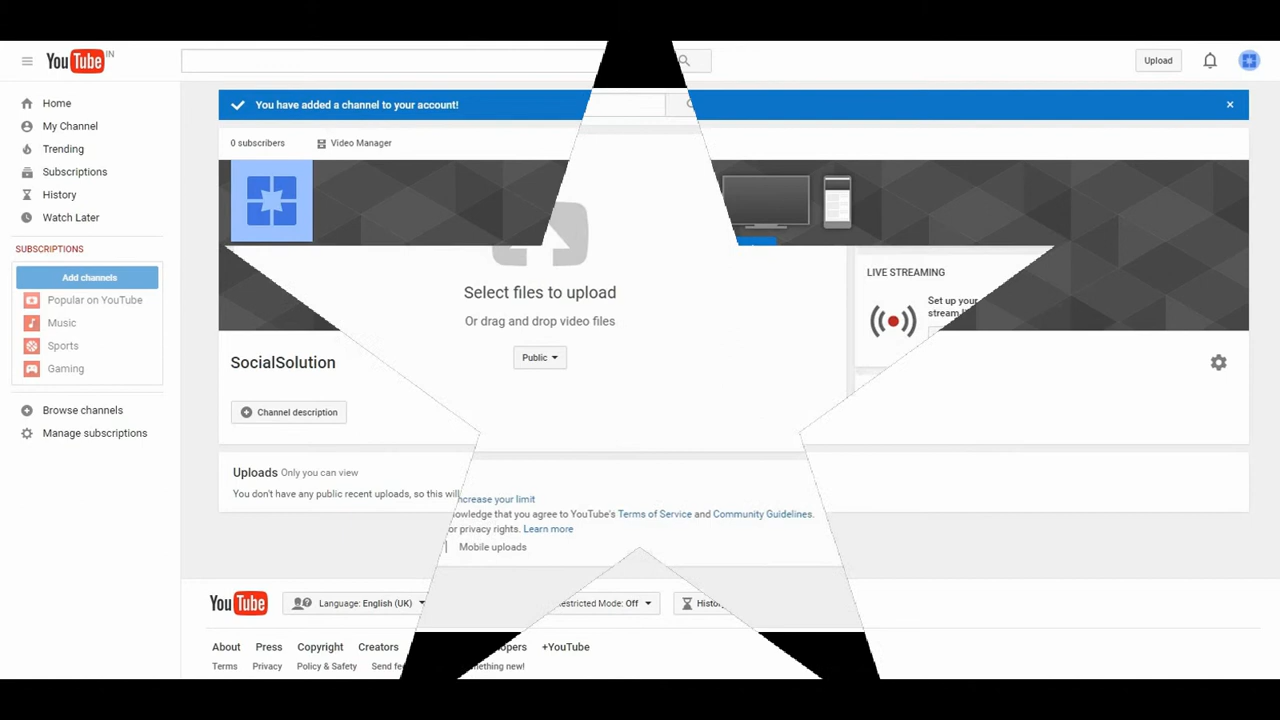 YouTube IN
Upload
Home
My Channel
Trending
Subscriptions
History
Watch Later
SUBSCRIPTIONS
Add channels
Popular on YouTube
Music
Sports
Gaming
Browse channels
Manage subscriptions
You have added a channel to your account!
0 subscribers Video Manager
Select files to upload
Or drag and drop video files
Public
LIVE STREAMING
Set up your
SocialSolution
Channel description
Uploads Only you can view
You don't have any public recent uploads, so this will
your limit
that you agree to YouTube's Terms of Service and Community Guidelines.
or privacy rights. Learn more
Mobile uploads
YouTube
Language: English (UK)
Mode: Off
About Press Copyright Creators +YouTube
Terms Privacy Policy & Safety Send new!